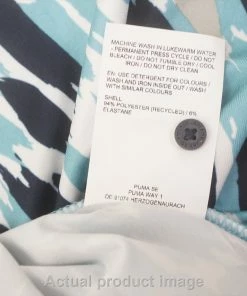 MACHINE WASH IN LUKEWARM WATER
- PERMANENT PRESS CYCLE / DO NOT
BLEACH / DO NOT TUMBLE DRY / COOL
IRON / DO NOT DRY CLEAN
EN: USE DETERGENT FOR COLOURS /
WASH AND IRON INSIDE OUT / WASH
WITH SIMILAR COLOURS
SHELL
94% POLYESTER (RECYCLED) / 6%
ELASTANE
PUMA SE
PUMA WAY 1
DE 91074 HERZOGENAURACH
Actual product image